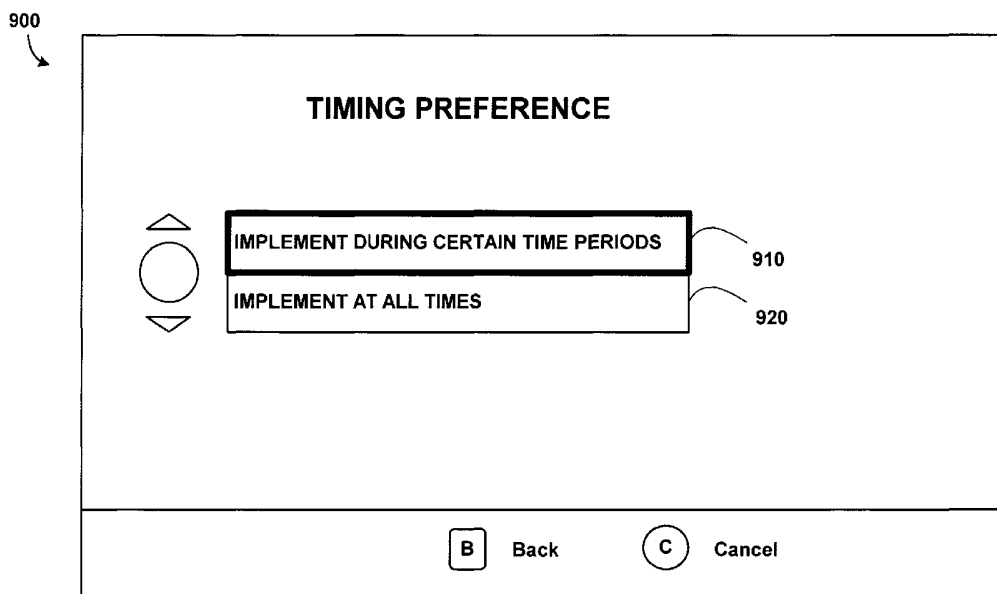 900
TIMING PREFERENCE
IMPLEMENT DURING CERTAIN TIME PERIODS
910
IMPLEMENT AT ALL TIMES
920
B Back C Cancel